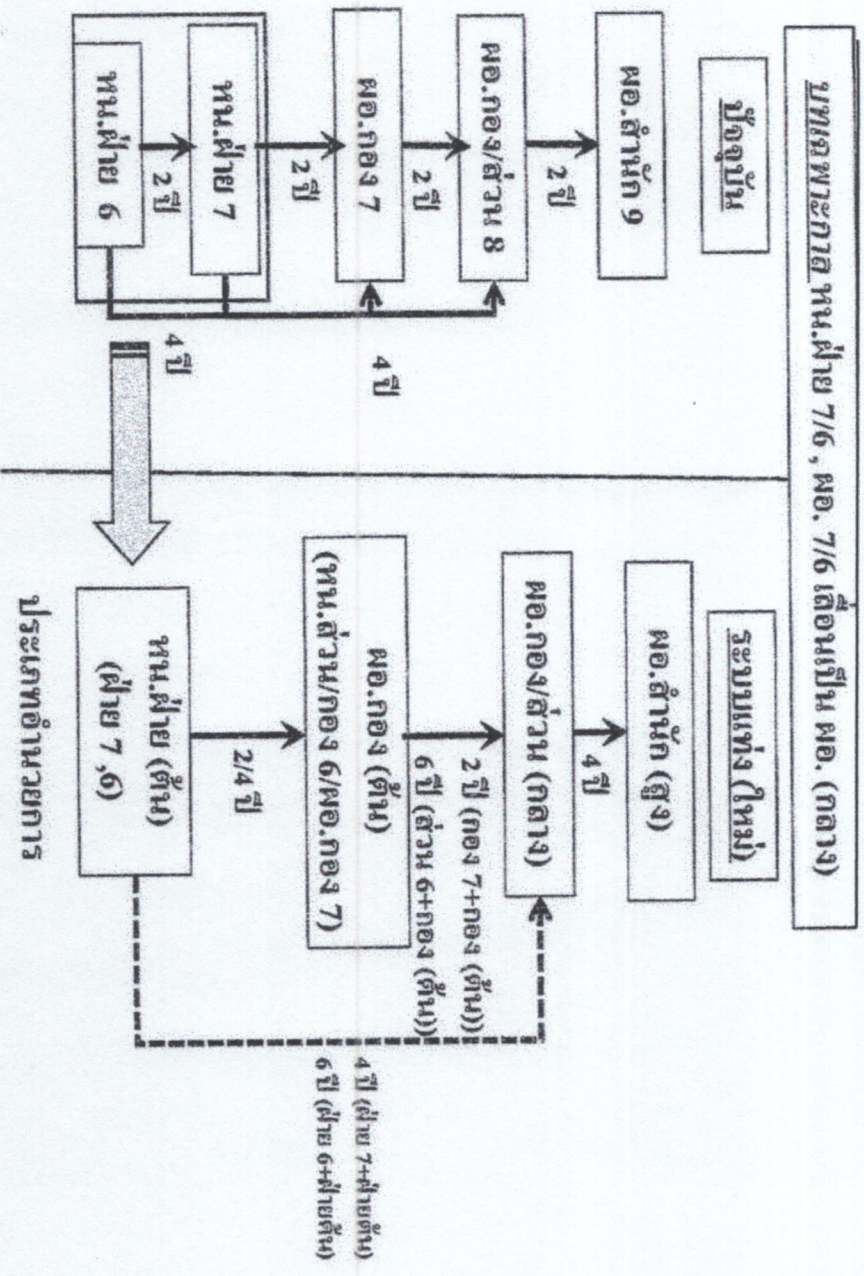 บทเฉพาะกาล หน.ฝ่าย 7/6 , ผอ. 7/6 เลื่อนเป็น ผอ. (กลาง)
ปัจจุบัน
ผอ.สำนัก 9
2 ปี
ผอ.กอง/ส่วน 8
2 ปี
ผอ.กอง 7
2 ปี
หน.ฝ่าย 7
2 ปี
หน.ฝ่าย 6
4 ปี
4 ปี
ระบบแท่ง (ใหม่)
ผอ.สำนัก (สูง)
4 ปี
ผอ.กอง/ส่วน (กลาง)
2 ปี (กอง 7+กอง (ต้น))
6 ปี (ส่วน 6+กอง (ต้น))
ผอ.กอง (ต้น)
(หน.ส่วน/กอง 6/ผอ.กอง 7)
2/4 ปี
หน.ฝ่าย (ต้น)
(ฝ่าย 7 ,6)
4 ปี (ฝ่าย 7+ฝ่ายต้น)
6 ปี (ฝ่าย 6+ฝ่ายต้น)
ประเภทอำนวยการ